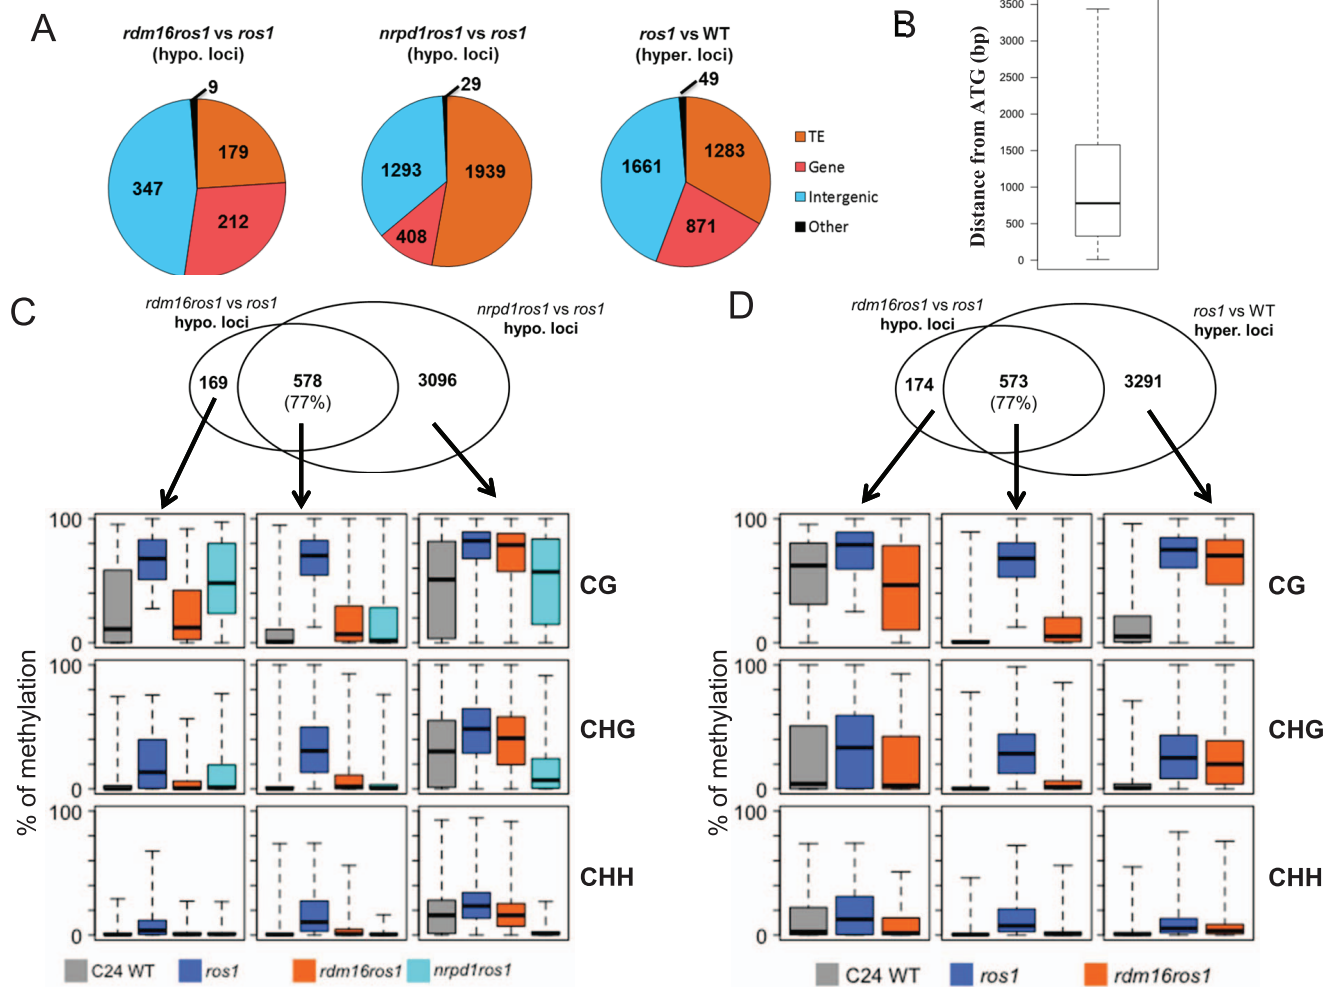 A
rdm16ros1 vs ros1
(hypo. loci)
9
179
347
212
nrpd1ros1 vs ros1
(hypo. loci)
29
1293
1939
408
ros1 vs WT
(hyper. loci)
49
1661
1283
871
TE
Gene
Intergenic
Other
B
Distance from ATG (bp)
3500
3000
2500
2000
1500
1000
500
0
C
rdm16ros1 vs ros1
hypo. loci
nrpd1ros1 vs ros1
hypo. loci
169
578
(77%)
3096
% of methylation
100
0
CG
100
0
CHG
100
0
CHH
C24 WT
ros1
rdm16ros1
nrpd1ros1
D
rdm16ros1 vs ros1
hypo. loci
ros1 vs WT
hyper. loci
174
573
(77%)
3291
% of methylation
100
0
CG
100
0
CHG
100
0
CHH
C24 WT
ros1
rdm16ros1